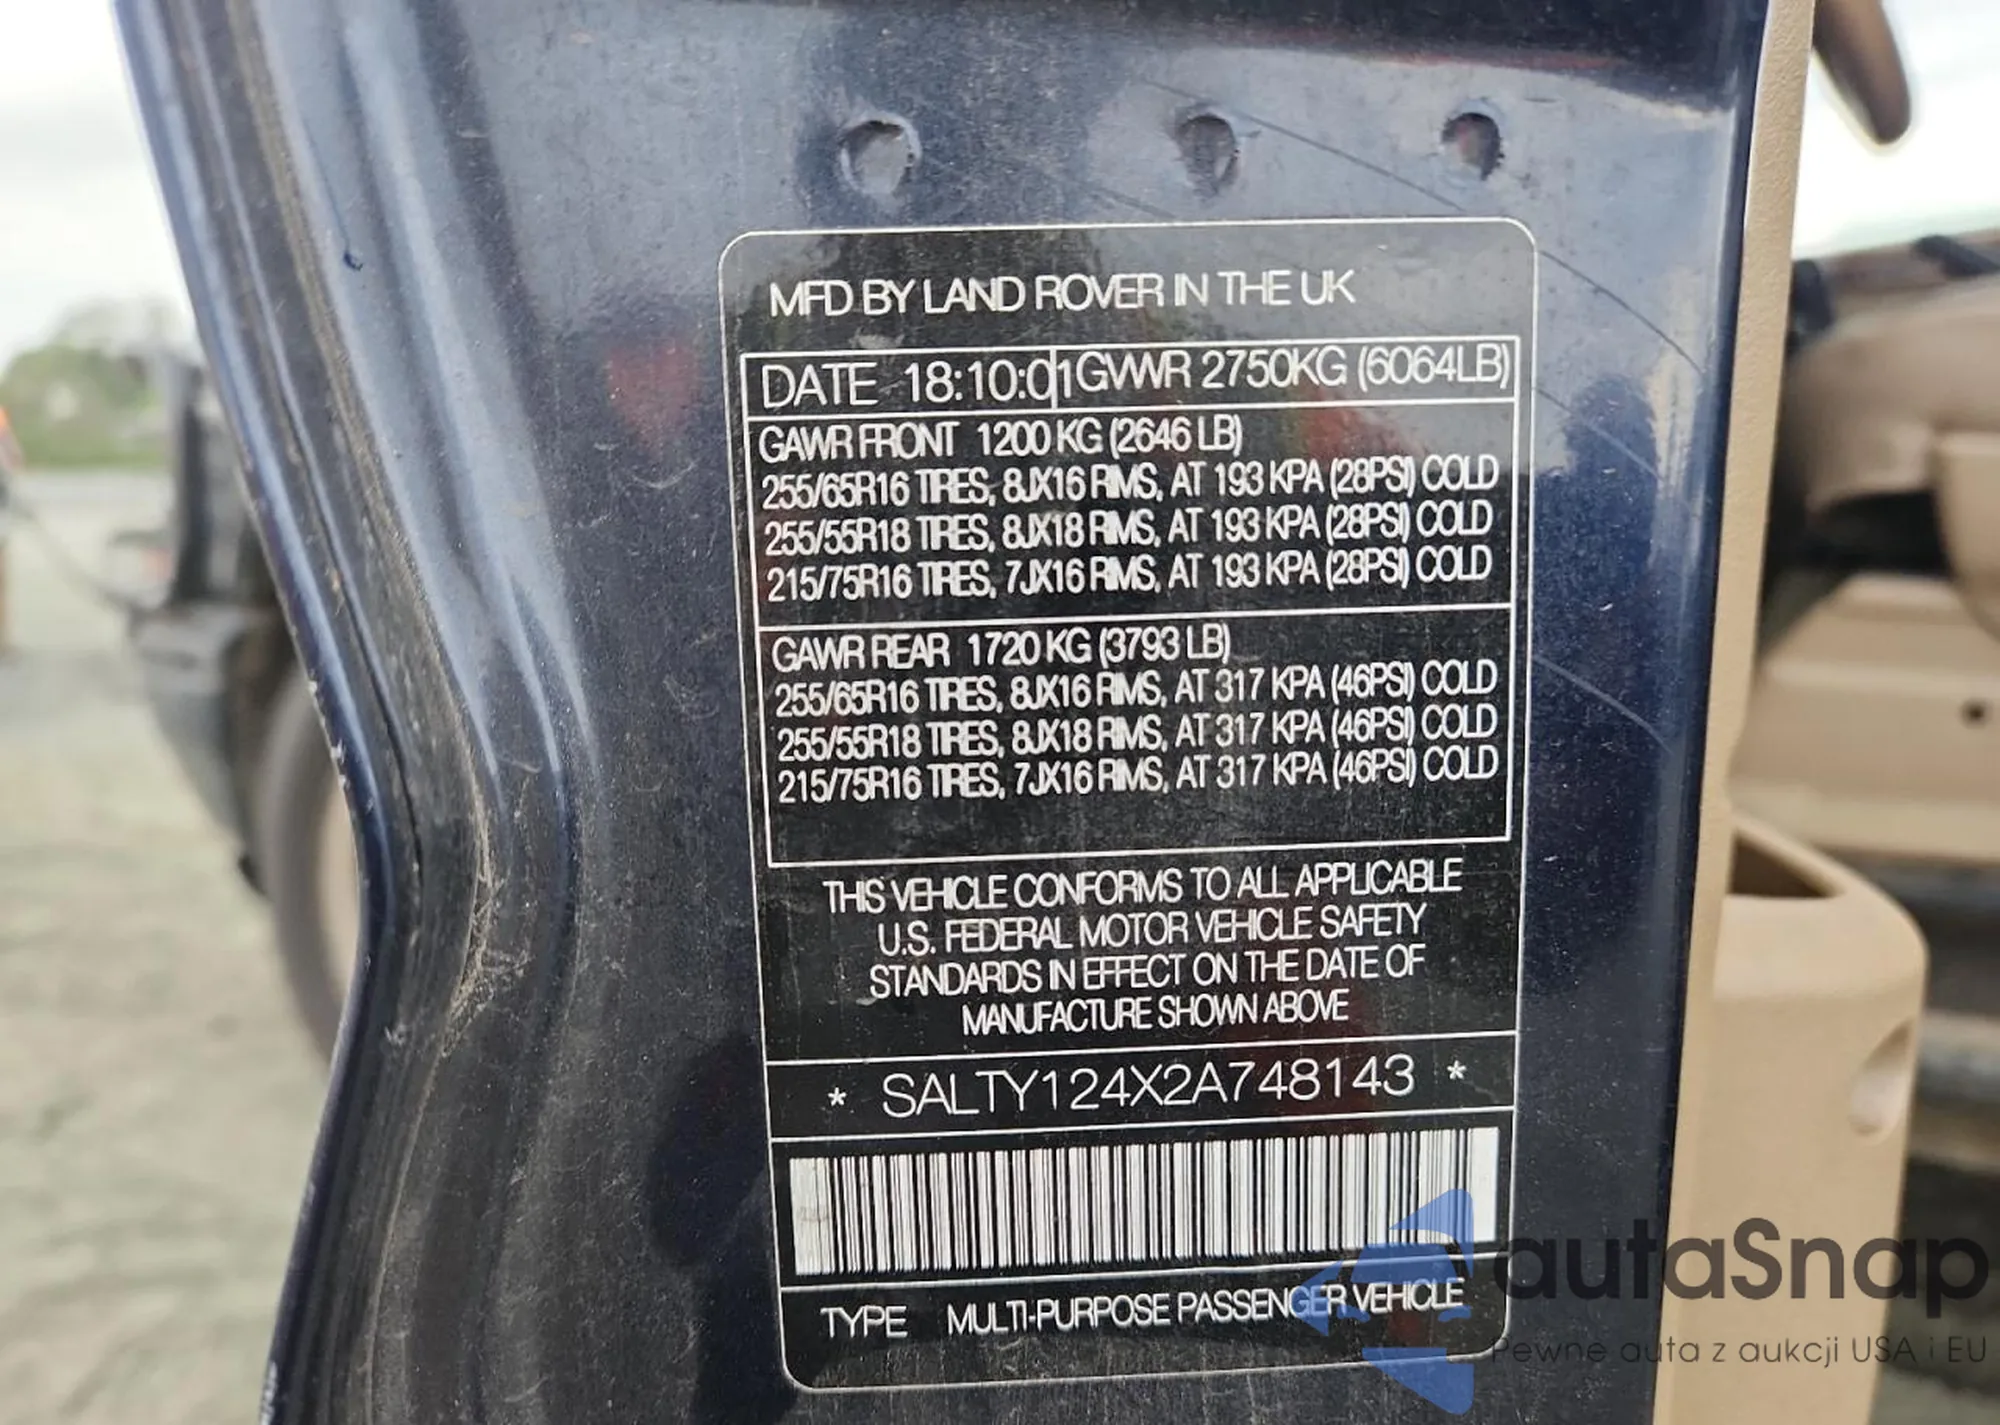 MFD BY LAND ROVER IN THE UK
DATE 18:10:01 GVWR 2750KG (6064LB)
GAWR FRONT 1200 KG (2646 LB)
255/65R16 TIRES, 8JX16 RIMS, AT 193 KPA (28PSI) COLD
255/55R18 TIRES, 8JX18 RIMS, AT 193 KPA (28PSI) COLD
215/75R16 TIRES, 7JX16 RIMS, AT 193 KPA (28PSI) COLD
GAWR REAR 1720 KG (3793 LB)
255/65R16 TIRES, 8JX16 RIMS, AT 317 KPA (46PSI) COLD
255/55R18 TIRES, 8JX18 RIMS, AT 317 KPA (46PSI) COLD
215/75R16 TIRES, 7JX16 RIMS, AT 317 KPA (46PSI) COLD
THIS VEHICLE CONFORMS TO ALL APPLICABLE
U.S. FEDERAL MOTOR VEHICLE SAFETY
STANDARDS IN EFFECT ON THE DATE OF
MANUFACTURE SHOWN ABOVE
* SALTY124X2A748143 *
TYPE MULTI-PURPOSE PASSENGER VEHICLE
autaSnap
Pewne auta z aukcji USA i EU